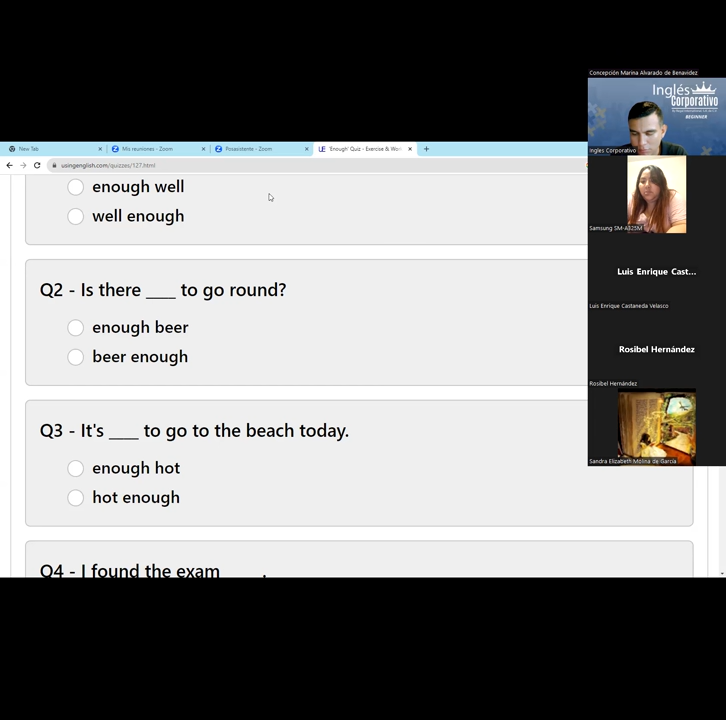 Concepción Marina Alvarado de Benavidez
Inglés
Corporativo
BEGINNER
Ingles Corporativo
New Tab
Mis reuniones - Zoom
Posasistente - Zoom
'Enough' Quiz - Exercise & Wor
usingenglish.com/quizzes/127.html
enough well
well enough
Samsung SM-A325M
Q2 - Is there ____ to go round?
enough beer
beer enough
Luis Enrique Cast...
Luis Enrique Castaneda Velasco
Rosibel Hernández
Rosibel Hernández
Q3 - It's ____ to go to the beach today.
enough hot
hot enough
Sandra Elizabeth Molina de Garcia
Q4 - I found the exam ____.